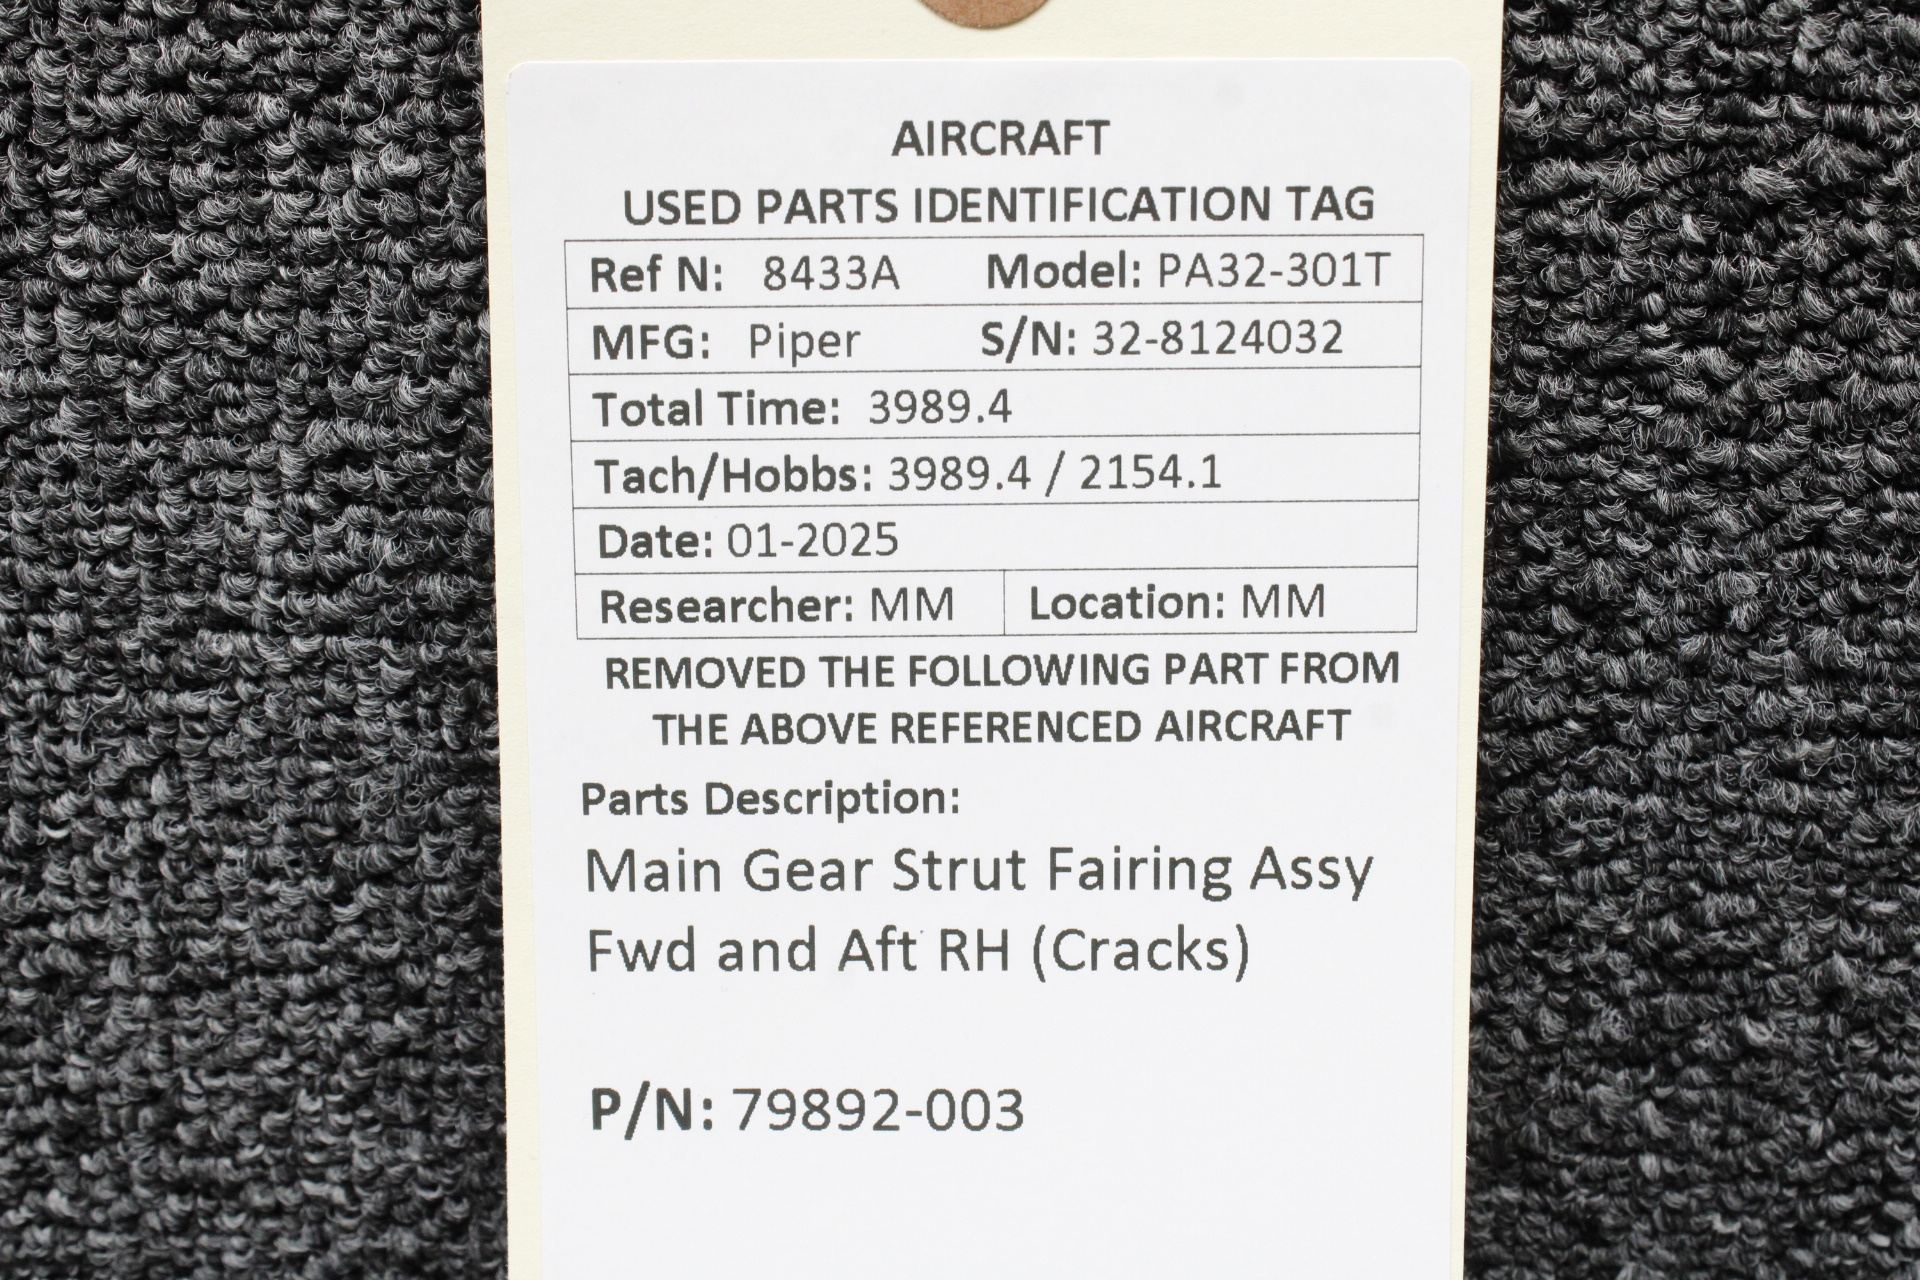 AIRCRAFT
USED PARTS IDENTIFICATION TAG
Ref N: 8433A Model: PA32-301T
MFG: Piper S/N: 32-8124032
Total Time: 3989.4
Tach/Hobbs: 3989.4 / 2154.1
Date: 01-2025
Researcher: MM Location: MM
REMOVED THE FOLLOWING PART FROM
THE ABOVE REFERENCED AIRCRAFT
Parts Description:
Main Gear Strut Fairing Assy
Fwd and Aft RH (Cracks)
P/N: 79892-003